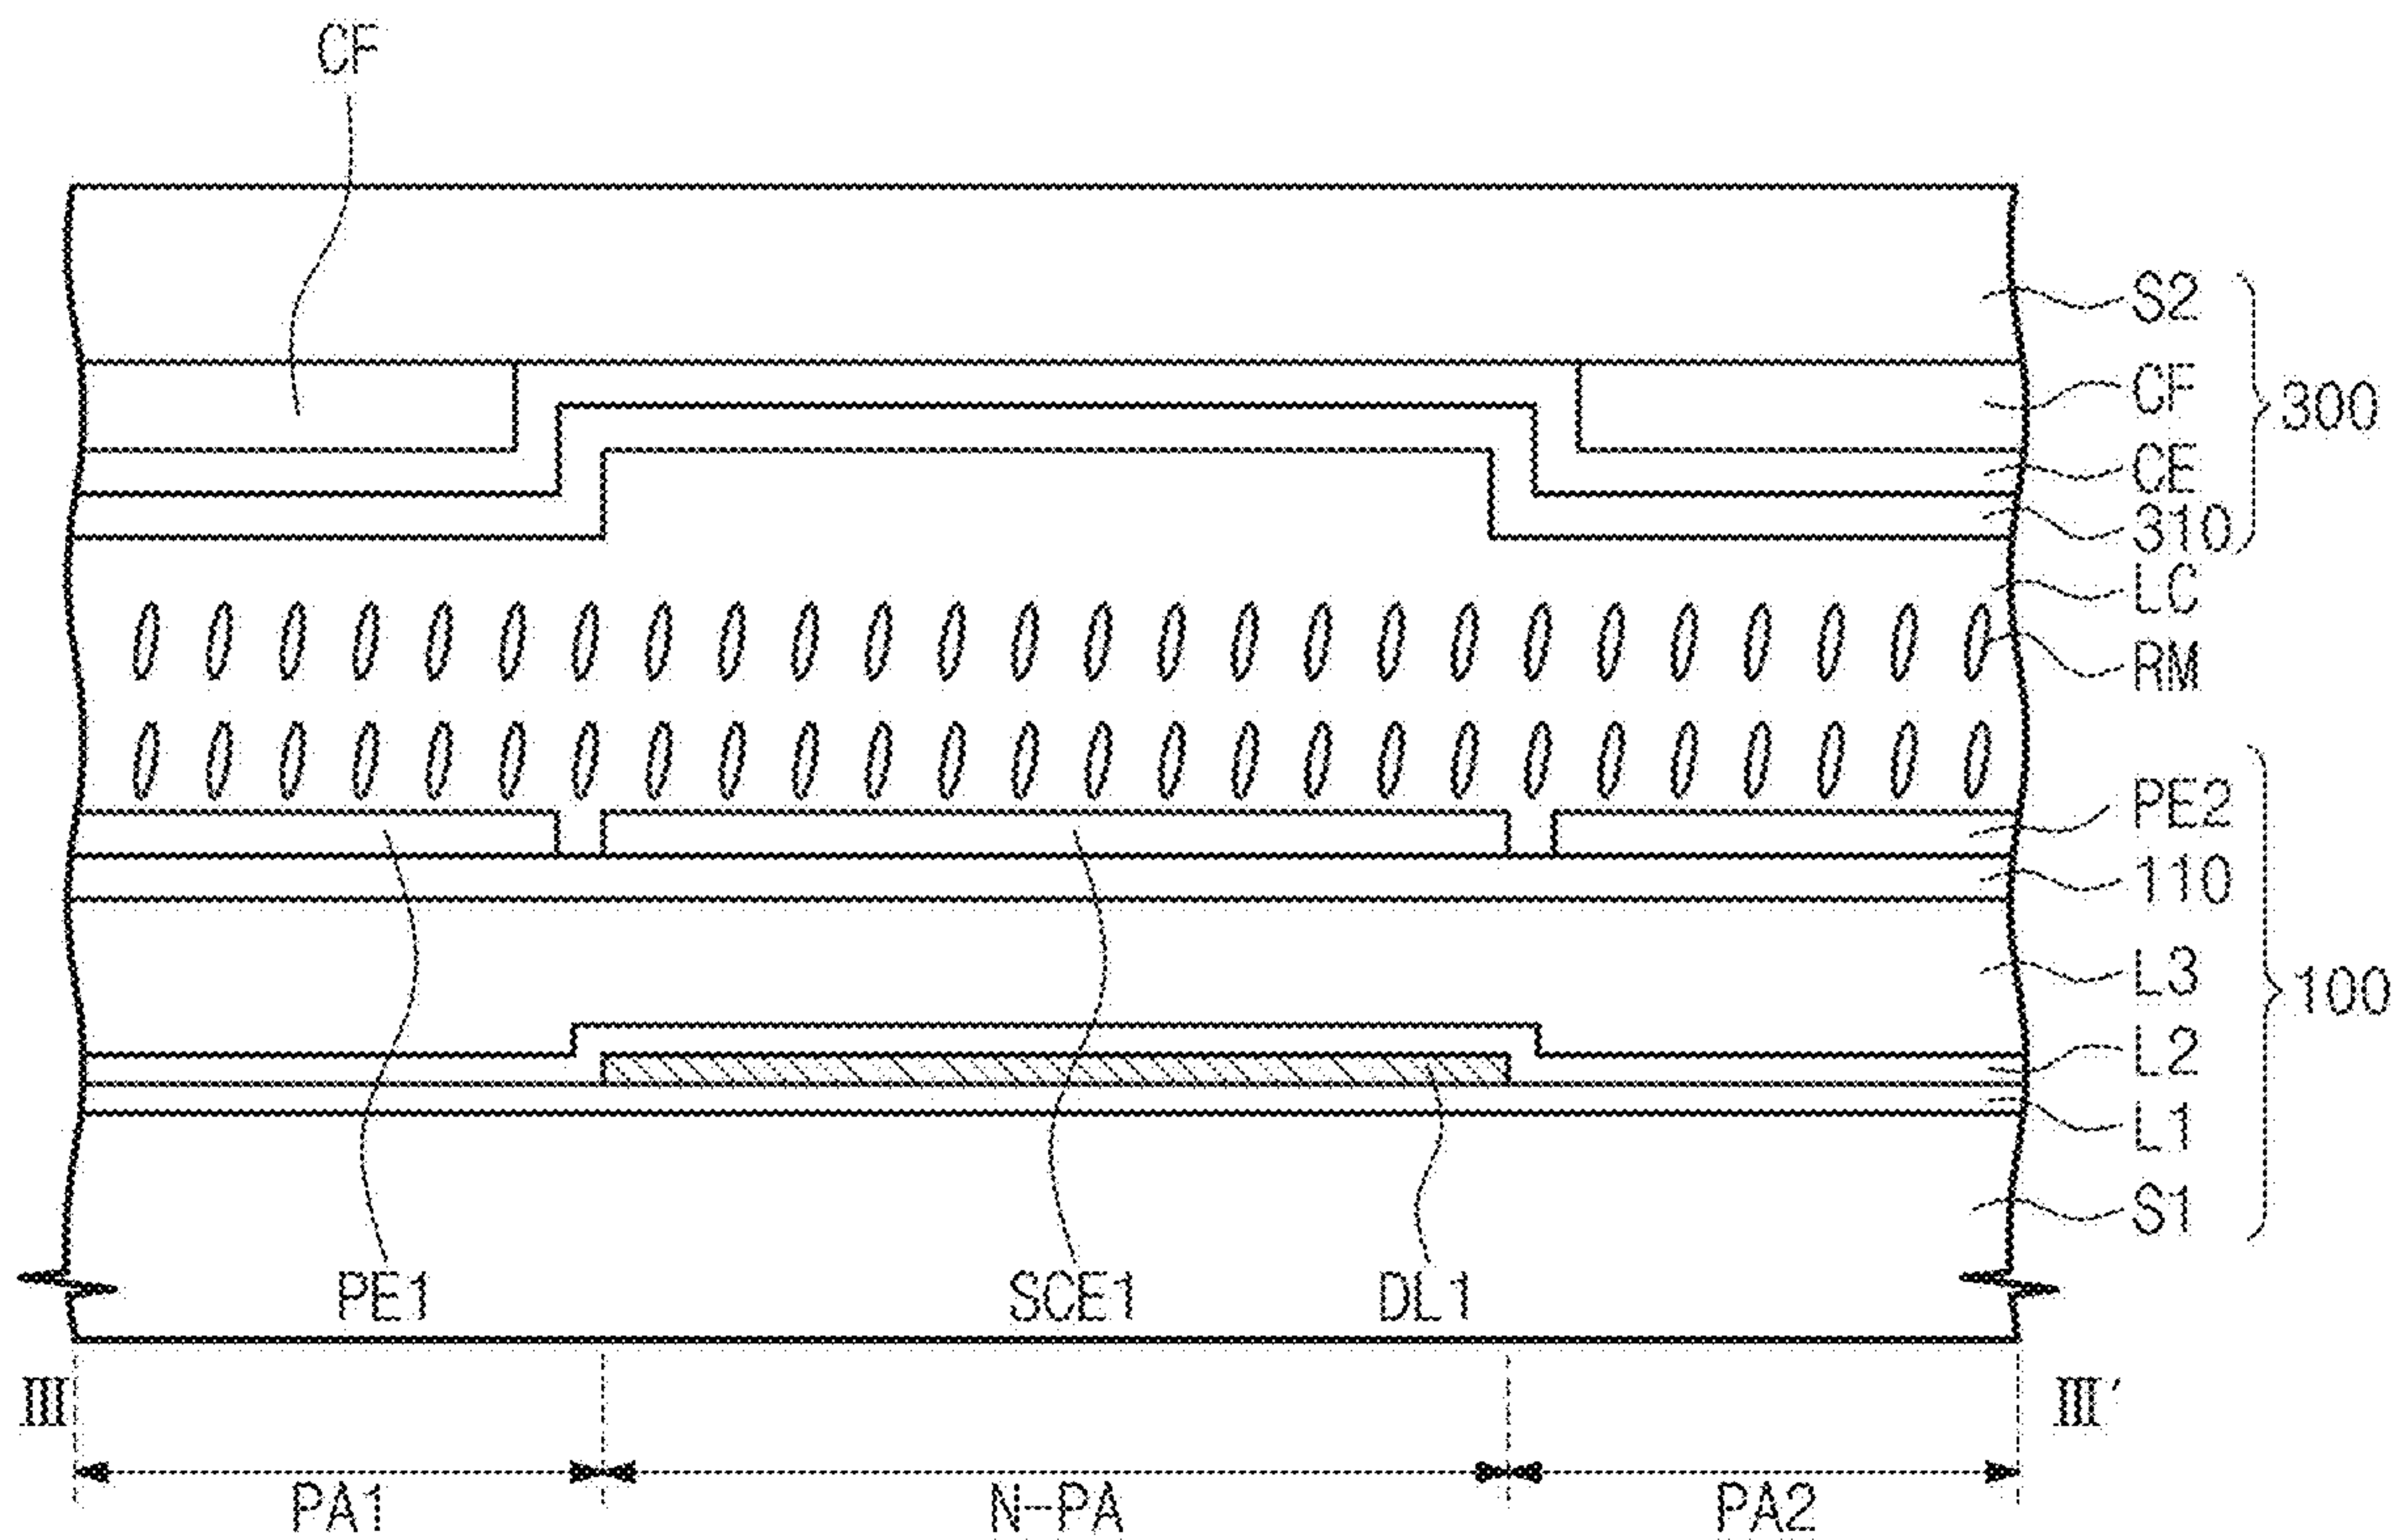 CF
S2
CF
300
CE
310
LC
RM
PE2
110
L3
100
L2
L1
S1
PE1 SCE1 DL1
III III'
PA1 N-PA PA2